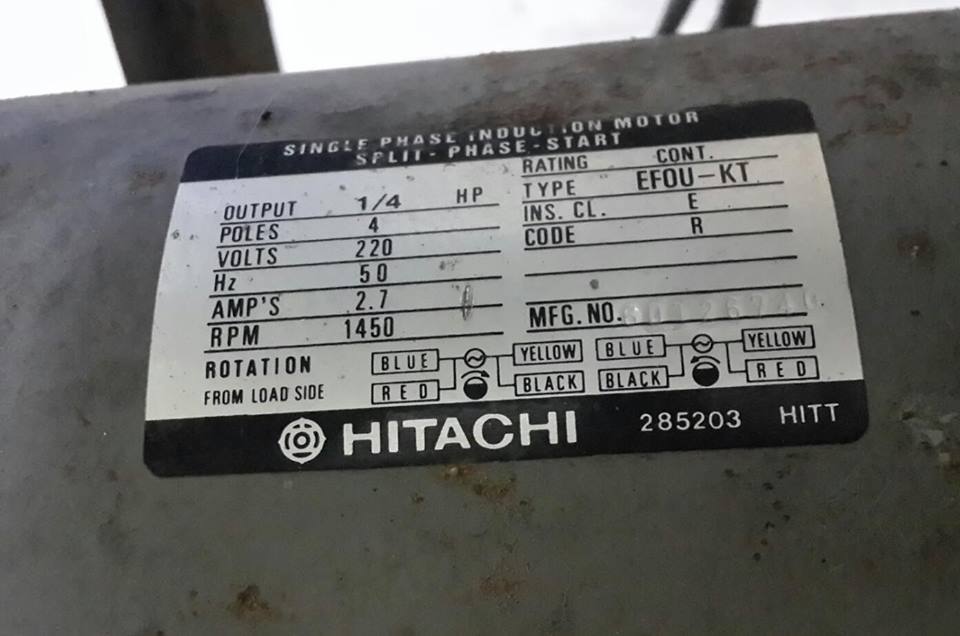 SINGLE PHASE INDUCTION MOTOR
SPLIT-PHASE-START
OUTPUT 1/4 HP
POLES 4
VOLTS 220
Hz 50
AMP'S 2.7
RPM 1450
RATING CONT.
TYPE EFOU-KT
INS. CL. E
CODE R
MFG. NO.
ROTATION
FROM LOAD SIDE
BLUE YELLOW BLUE YELLOW
RED BLACK BLACK RED
HITACHI 285203 HITT